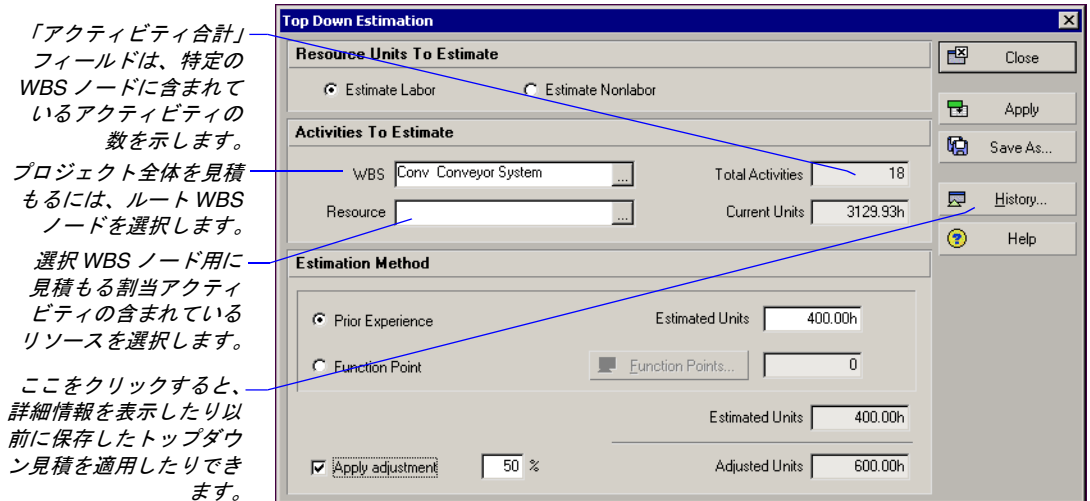 「アクティビティ合計」
フィールドは、特定の
WBS ノードに含まれて
いるアクティビティの
数を示します。
プロジェクト全体を見積
もるには、ルート WBS
ノードを選択します。
選択 WBS ノード用に
見積もる割当アクティ
ビティの含まれている
リソースを選択します。
ここをクリックすると、
詳細情報を表示したり以
前に保存したトップダウ
ン見積を適用したりでき
ます。
Top Down Estimation
Resource Units To Estimate
Estimate Labor Estimate Nonlabor
Activities To Estimate
WBS Conv Conveyor System ... Total Activities 18
Resource ... Current Units 3129.93h
Estimation Method
Prior Experience Estimated Units 400.00h
Function Point Function Points... 0
Estimated Units 400.00h
Apply adjustment 50 % Adjusted Units 600.00h
Close
Apply
Save As...
History...
Help